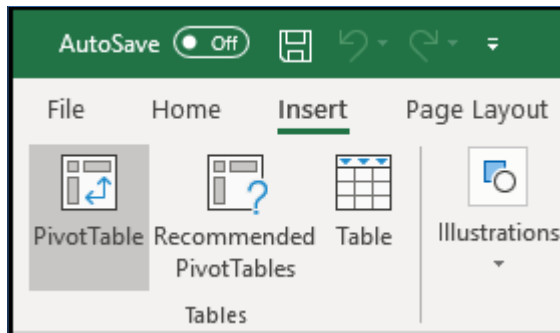 AutoSave Off
File Home Insert Page Layout
PivotTable Recommended PivotTables Table Illustrations
Tables